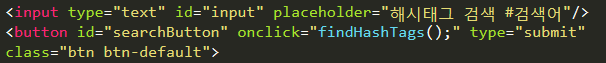 <input type="text" id="input" placeholder="해시태그 검색 #검색어"/>
<button id="searchButton" onclick="findHashTags();" type="submit"
class="btn btn-default">